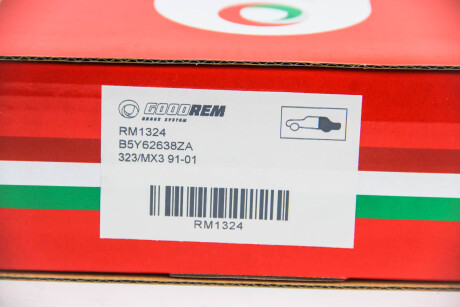 GOODREM
BRAKE SYSTEM
RM1324
B5Y62638ZA
323/MX3 91-01
RM1324